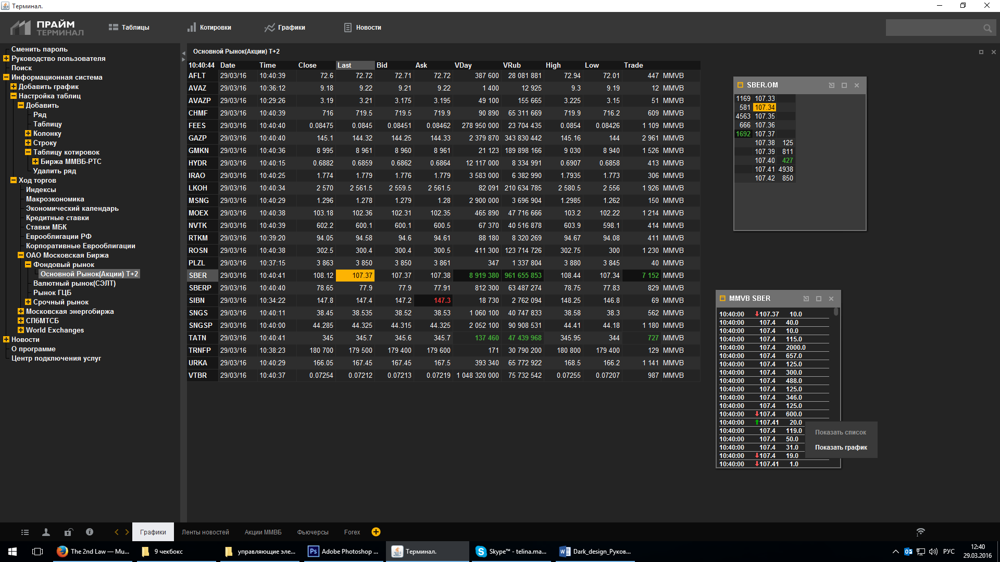 Терминал.
ПРАЙМ
ТЕРМИНАЛ
Таблицы Котировки Графики Новости
Сменить пароль
Руководство пользователя
Поиск
Информационная система
Добавить график
Настройка таблиц
Добавить
Ряд
Таблицу
Колонку
Строку
Таблицу котировок
Биржа ММВБ-РТС
Удалить ряд
Ход торгов
Индексы
Макроэкономика
Экономический календарь
Кредитные ставки
Ставки МБК
Еврооблигации РФ
Корпоративные Еврооблигации
ОАО Московская Биржа
Фондовый рынок
Основной Рынок(Акции) Т+2
Валютный рынок(СЭЛТ)
Рынок ГЦБ
Срочный рынок
Московская энергобиржа
СПбМТСБ
World Exchanges
Новости
О программе
Центр подключения услуг
Основной Рынок(Акции) Т+2
10:40:44 Date Time Close Last Bid Ask VDay VRub High Low Trade
AFLT 29/03/16 10:40:39 72.6 72.72 72.71 72.72 387 600 28 081 881 72.94 72.01 447 MMVB
AVAZ 29/03/16 10:36:12 9.18 9.22 9.21 9.22 1 400 12 925 9.3 9.19 12 MMVB
AVAZP 29/03/16 10:29:26 3.19 3.21 3.175 3.195 49 100 155 665 3.225 3.15 51 MMVB
CHMF 29/03/16 10:40:39 716 719.5 719.5 719.9 90 890 65 311 669 719.9 716.2 609 MMVB
FEES 29/03/16 10:40:40 0.08475 0.0845 0.08451 0.08462 278 950 000 23 704 435 0.0854 0.08426 1 109 MMVB
GAZP 29/03/16 10:40:40 145.1 144.32 144.25 144.33 2 379 870 343 830 442 145.16 144 2 961 MMVB
GMKN 29/03/16 10:40:36 8 995 8 961 8 960 8 961 21 123 189 898 166 9 030 8 940 1 526 MMVB
HYDR 29/03/16 10:40:15 0.6882 0.6859 0.6862 0.6864 12 117 000 8 334 991 0.6907 0.6858 413 MMVB
IRAO 29/03/16 10:40:25 1.774 1.779 1.776 1.779 3 583 000 6 382 990 1.7935 1.773 306 MMVB
LKOH 29/03/16 10:40:34 2 570 2 561.5 2 559.5 2 561.5 82 091 210 634 785 2 580.5 2 556 1 926 MMVB
MSNG 29/03/16 10:40:29 1.296 1.278 1.279 1.28 2 900 000 3 696 904 1.2985 1.262 150 MMVB
MOEX 29/03/16 10:40:38 103.18 102.36 102.31 102.35 465 890 47 716 666 103.2 102.22 1 214 MMVB
NVTK 29/03/16 10:40:39 602.2 600.1 600.1 600.5 67 370 40 516 878 603.9 598.1 414 MMVB
RTKM 29/03/16 10:39:20 94.05 94.58 94.6 94.61 88 180 8 320 269 94.67 94.08 411 MMVB
ROSN 29/03/16 10:40:38 302.5 300.4 300.4 300.5 411 300 123 714 726 302.75 300 1 230 MMVB
PLZL 29/03/16 10:37:15 3 863 3 850 3 850 3 861 347 1 337 804 3 880 3 845 40 MMVB
SBER 29/03/16 10:40:41 108.12 107.37 107.37 107.38 8 919 380 961 655 853 108.44 107.34 7 152 MMVB
SBERP 29/03/16 10:40:40 78.65 77.9 77.9 77.91 812 300 63 487 274 78.75 77.83 829 MMVB
SIBN 29/03/16 10:34:22 147.8 147.4 147.2 147.3 18 730 2 762 094 148.25 146.8 69 MMVB
SNGS 29/03/16 10:40:11 38.45 38.535 38.52 38.53 1 060 100 40 747 833 38.58 38.3 562 MMVB
SNGSP 29/03/16 10:40:00 44.285 44.325 44.315 44.325 2 052 100 90 908 531 44.41 44.18 1 180 MMVB
TATN 29/03/16 10:40:41 345 345.7 345.6 345.7 137 460 47 439 968 345.95 344 727 MMVB
TRNFP 29/03/16 10:38:23 180 700 179 500 179 400 179 600 171 30 790 200 180 800 179 400 129 MMVB
URKA 29/03/16 10:40:29 166.05 167.45 167.45 167.5 393 340 65 772 922 168.5 166.2 1 141 MMVB
VTBR 29/03/16 10:40:37 0.07254 0.07212 0.07213 0.07219 1 048 320 000 75 732 542 0.07255 0.07207 987 MMVB
SBER.OM
1169 107.33
581 107.34
4563 107.35
666 107.36
1692 107.37
107.38 125
107.39 811
107.40 427
107.41 4938
107.42 850
MMVB SBER
10:40:00 107.37 10.0
10:40:00 107.4 40.0
10:40:00 107.4 10.0
10:40:00 107.4 115.0
10:40:00 107.4 2000.0
10:40:00 107.4 657.0
10:40:00 107.4 125.0
10:40:00 107.4 300.0
10:40:00 107.4 488.0
10:40:00 107.4 125.0
10:40:00 107.4 346.0
10:40:00 107.4 125.0
10:40:00 107.4 600.0
10:40:00 107.41 20.0
10:40:00 107.4 119.0
10:40:00 107.4 50.0
10:40:00 107.4 31.0
10:40:00 107.4 19.0
10:40:00 107.41 1.0
Показать список
Показать график
Графики Ленты новостей Акции ММВБ Фьючерсы Forex
The 2nd Law — Mu... 9 чекбокс управляющие эле... Adobe Photoshop ... Терминал. Skype™ - telina.ma... Dark_design_Руков... РУС
12:40
29.03.2016